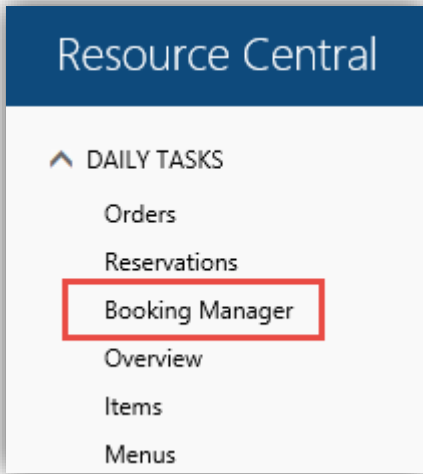 Resource Central
DAILY TASKS
Orders
Reservations
Booking Manager
Overview
Items
Menus